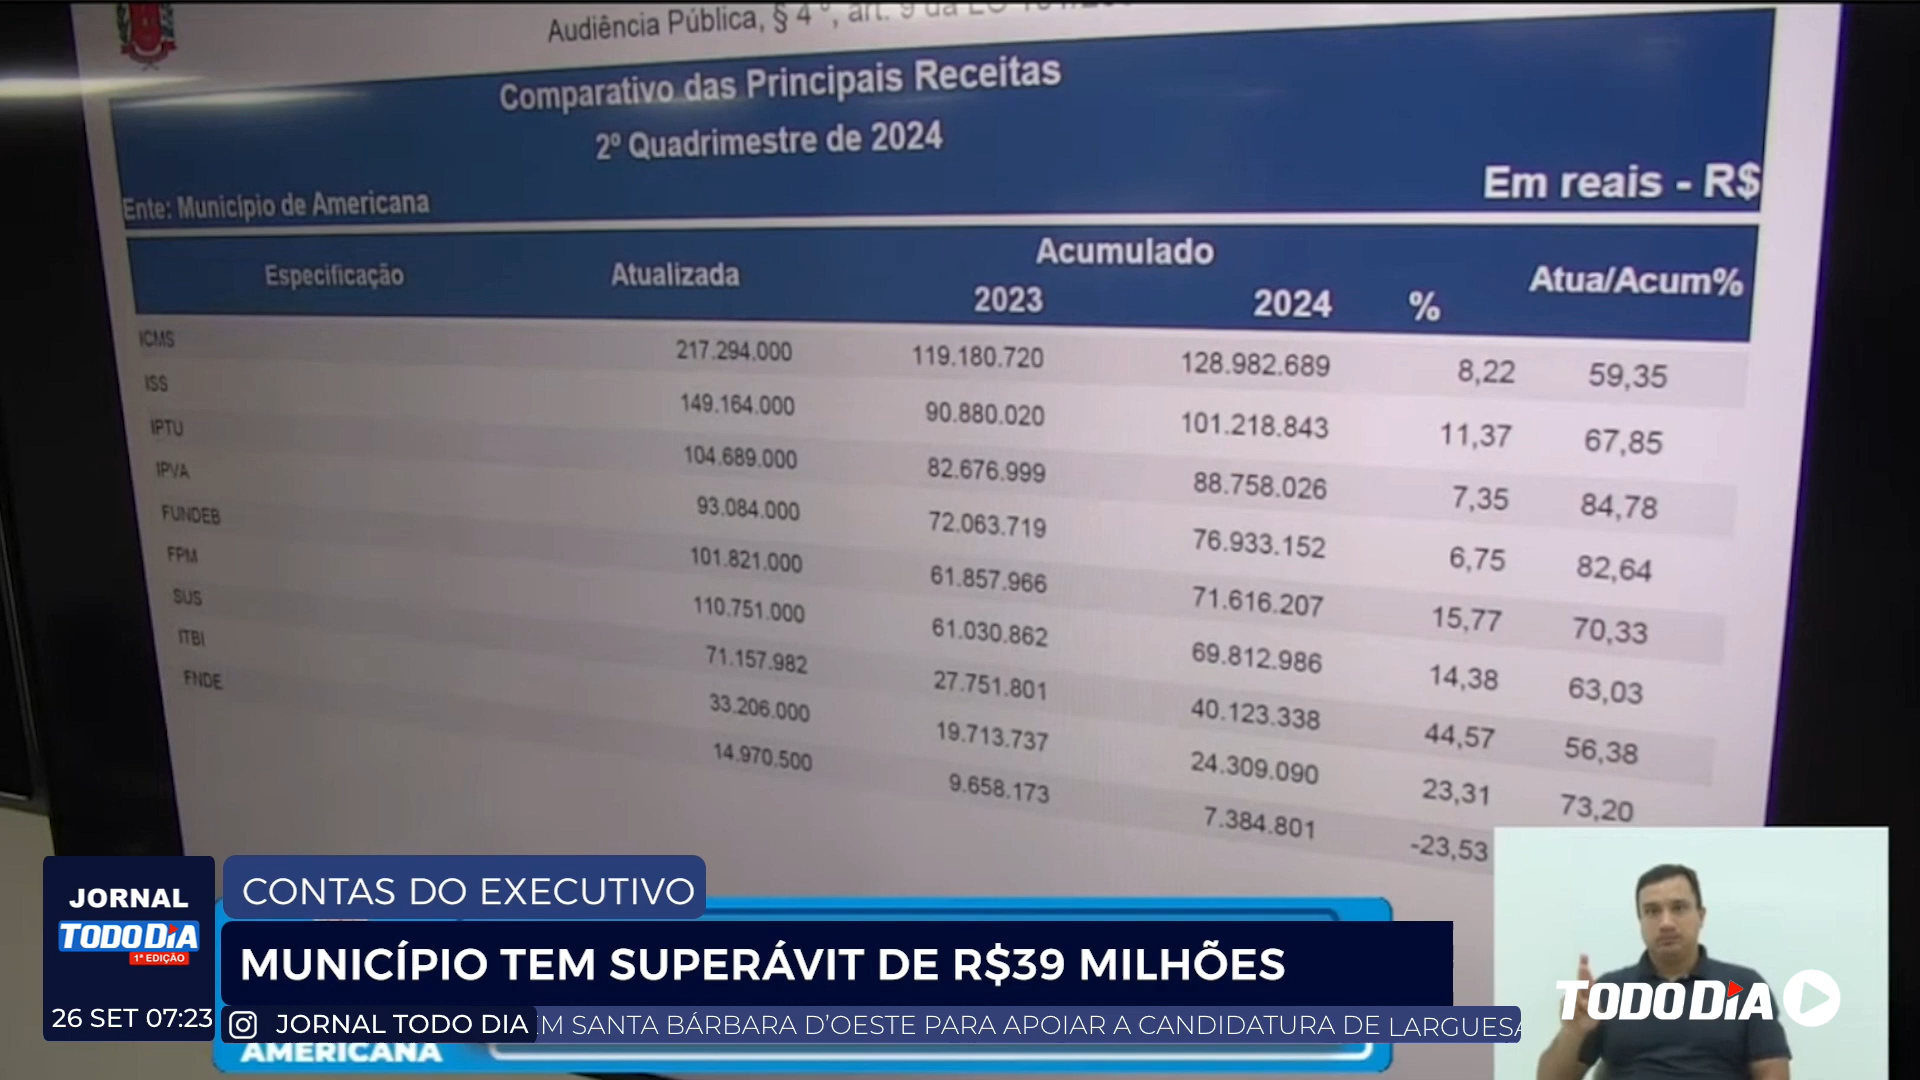 Audiência Pública, § 4º, art. 9 da
Comparativo das Principais Receitas
2º Quadrimestre de 2024
Em reais - R$
Ente: Município de Americana
Especificação Atualizada Acumulado Atua/Acum%
2023 2024 %
ICMS 217.294.000 119.180.720 128.982.689 8,22 59,35
ISS 149.164.000 90.880.020 101.218.843 11,37 67,85
IPTU 104.689.000 82.676.999 88.758.026 7,35 84,78
IPVA 93.084.000 72.063.719 76.933.152 6,75 82,64
FUNDEB 101.821.000 61.857.966 71.616.207 15,77 70,33
FPM 110.751.000 61.030.862 69.812.986 14,38 63,03
SUS 71.157.982 27.751.801 40.123.338 44,57 56,38
ITBI 33.206.000 19.713.737 24.309.090 23,31 73,20
FNDE 14.970.500 9.658.173 7.384.801 -23,53
JORNAL
TODODIA
1ª EDIÇÃO
26 SET 07:23
CONTAS DO EXECUTIVO
MUNICÍPIO TEM SUPERÁVIT DE R$39 MILHÕES
JORNAL TODO DIA EM SANTA BÁRBARA D'OESTE PARA APOIAR A CANDIDATURA DE LARGUESA
AMERICANA
TODODIA